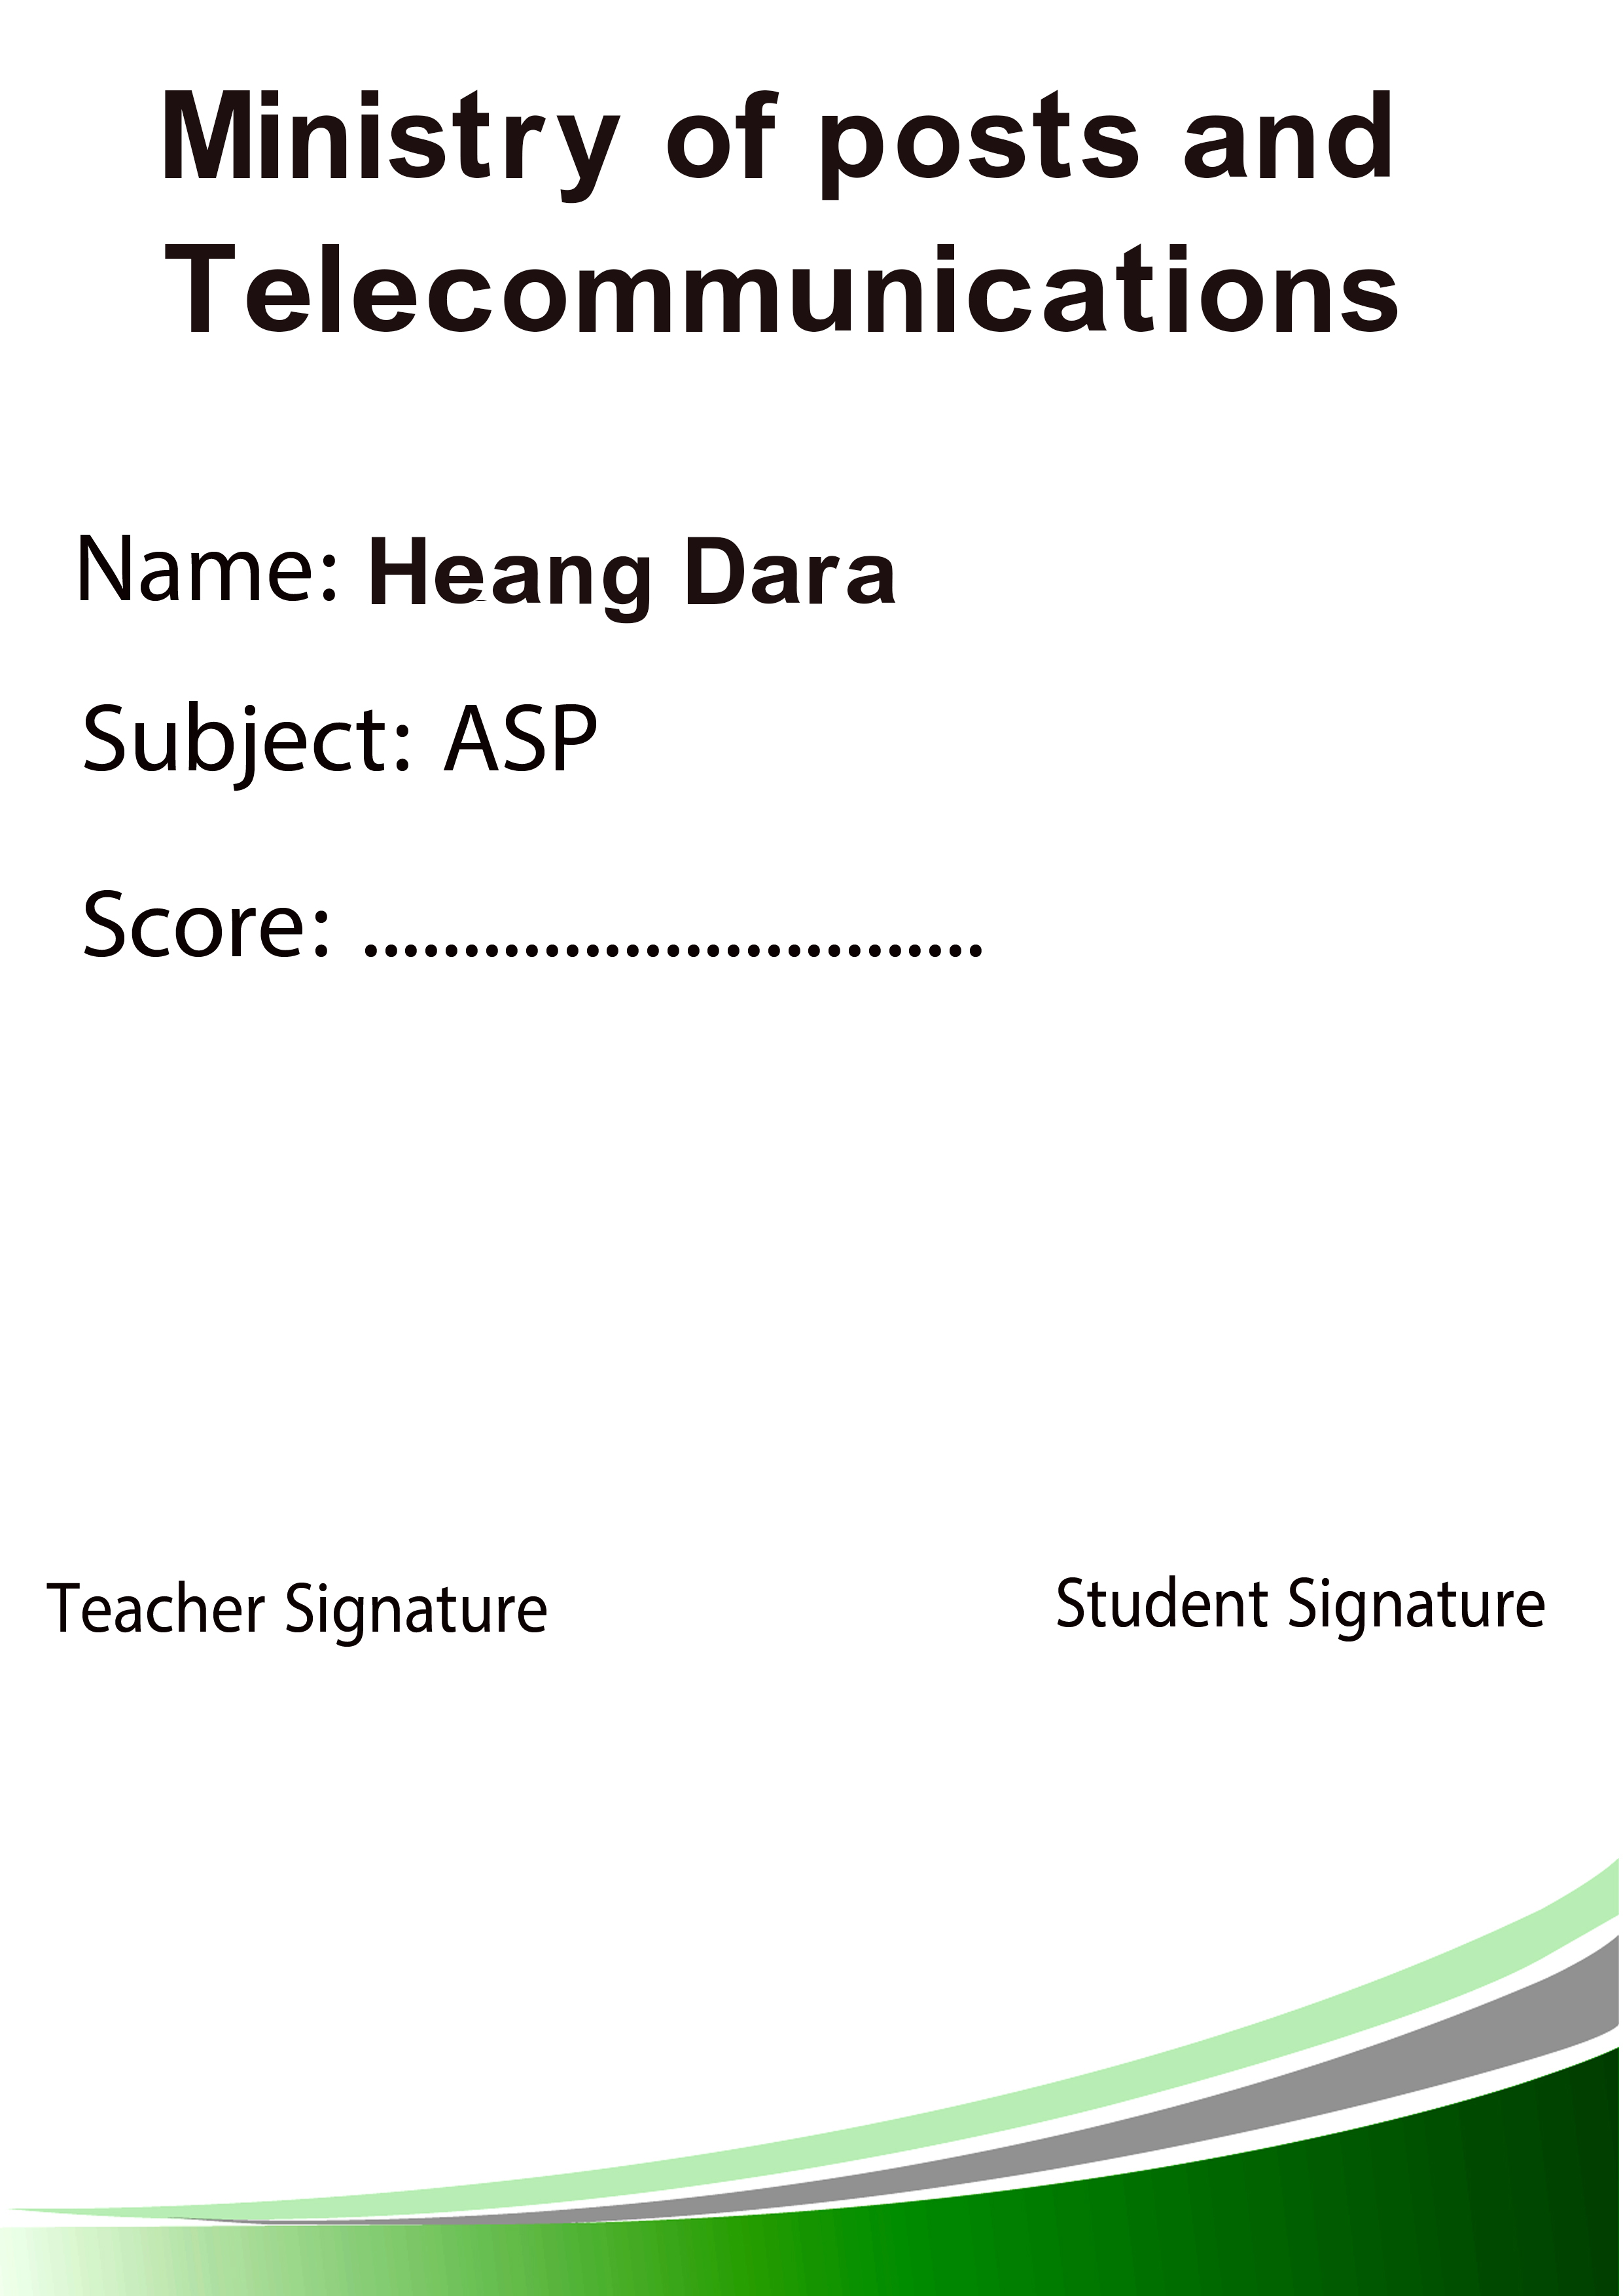 Ministry of posts and
Telecommunications
Name: Heang Dara
Subject: ASP
Score: ...............................
Teacher Signature
Student Signature